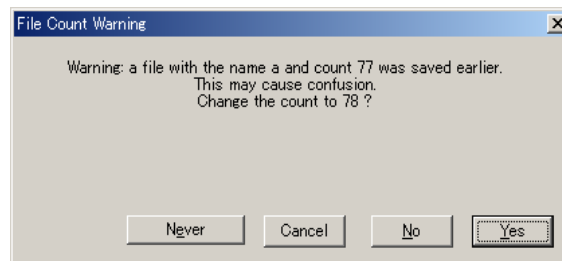 File Count Warning
Warning: a file with the name a and count 77 was saved earlier.
This may cause confusion.
Change the count to 78 ?
Never
Cancel
No
Yes